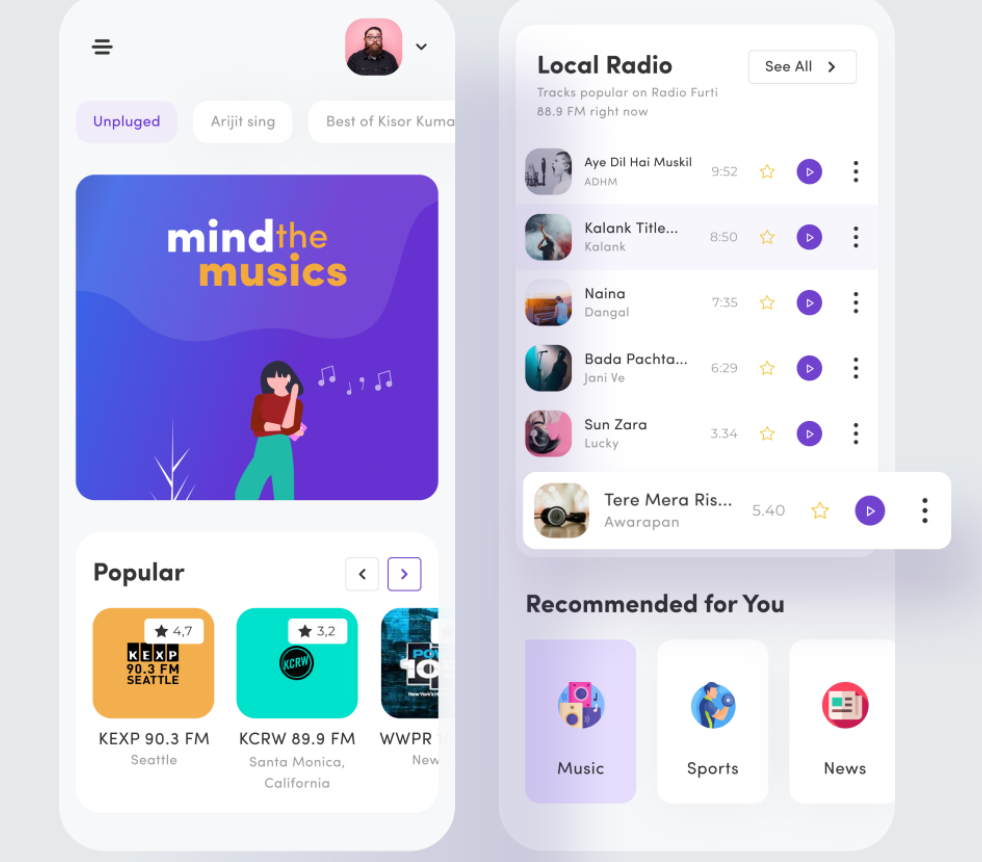 Unpluged
Arijit sing
Best of Kisor Kuma
mindthe
musics
Popular
4,7
KEXP
90.3 FM
SEATTLE
KEXP 90.3 FM
Seattle
3,2
KCRW
KCRW 89.9 FM
Santa Monica,
California
WWPR
New
Local Radio
See All
Tracks popular on Radio Furti
88.9 FM right now
Aye Dil Hai Muskil
ADHM
9:52
Kalank Title...
Kalank
8:50
Naina
Dangal
7:35
Bada Pachta...
Jani Ve
6:29
Sun Zara
Lucky
3.34
Tere Mera Ris...
Awarapan
5.40
Recommended for You
Music
Sports
News